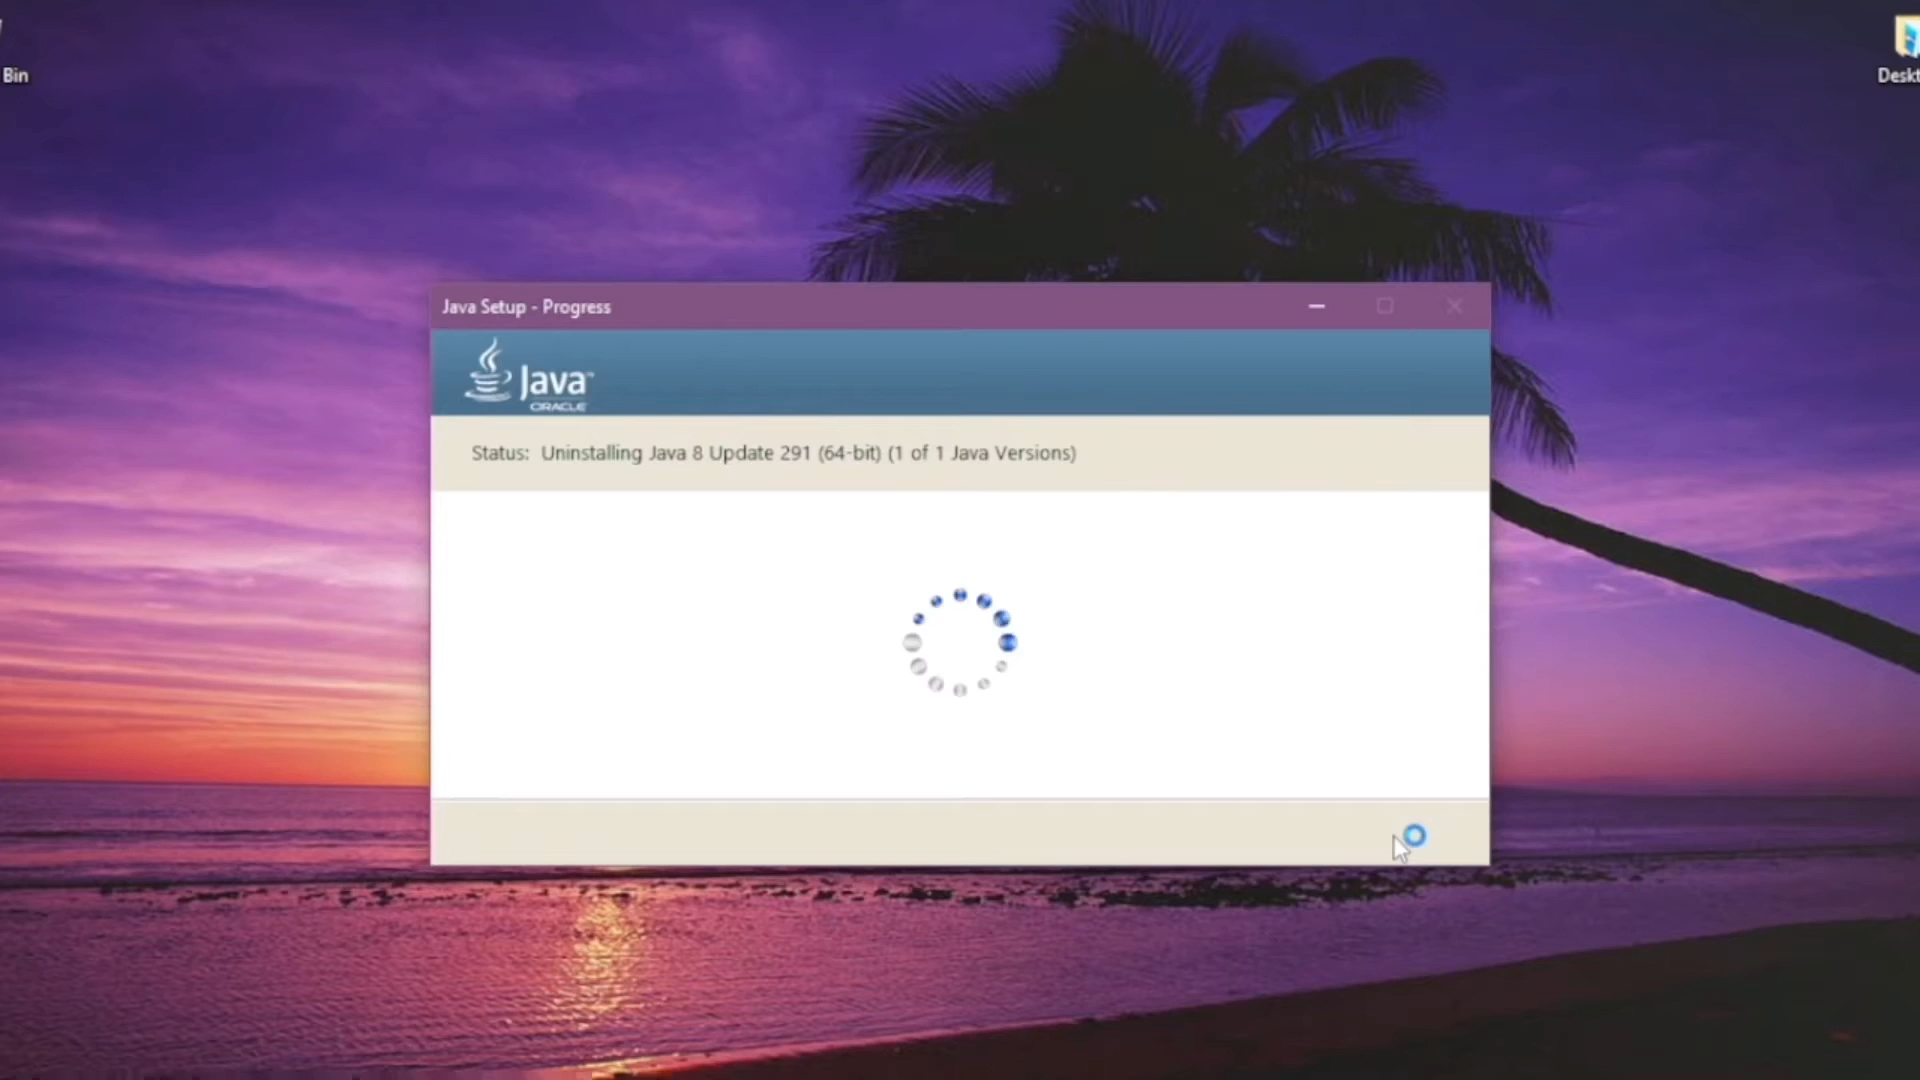 Bin
Deskt
Java Setup - Progress
Java™
ORACLE
Status: Uninstalling Java 8 Update 291 (64-bit) (1 of 1 Java Versions)